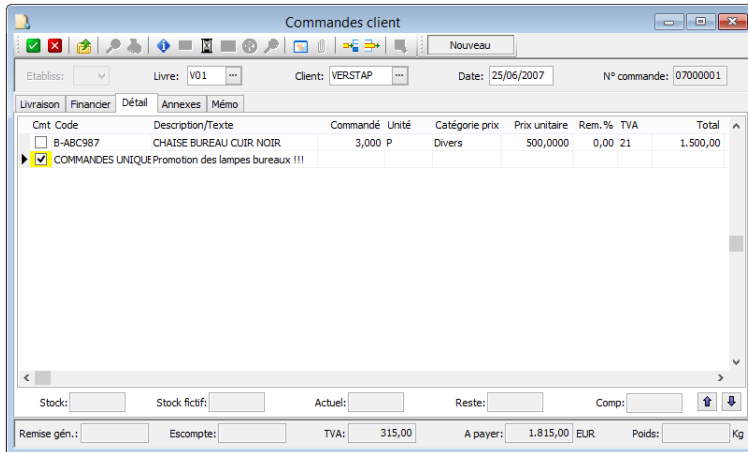 Commandes client
Nouveau
Etabliss: Livre: V01 ... Client: VERSTAP ... Date: 25/06/2007 N° commande: 07000001
Livraison Financier Détail Annexes Mémo
Cmt Code Description/Texte Commandé Unité Catégorie prix Prix unitaire Rem.% TVA Total
B-ABC987 CHAISE BUREAU CUIR NOIR 3,000 P Divers 500,0000 0,00 21 1.500,00
COMMANDES UNIQUE Promotion des lampes bureaux !!!
Stock: Stock fictif: Actuel: Reste: Comp:
Remise gén.: Escompte: TVA: 315,00 A payer: 1.815,00 EUR Poids: Kg